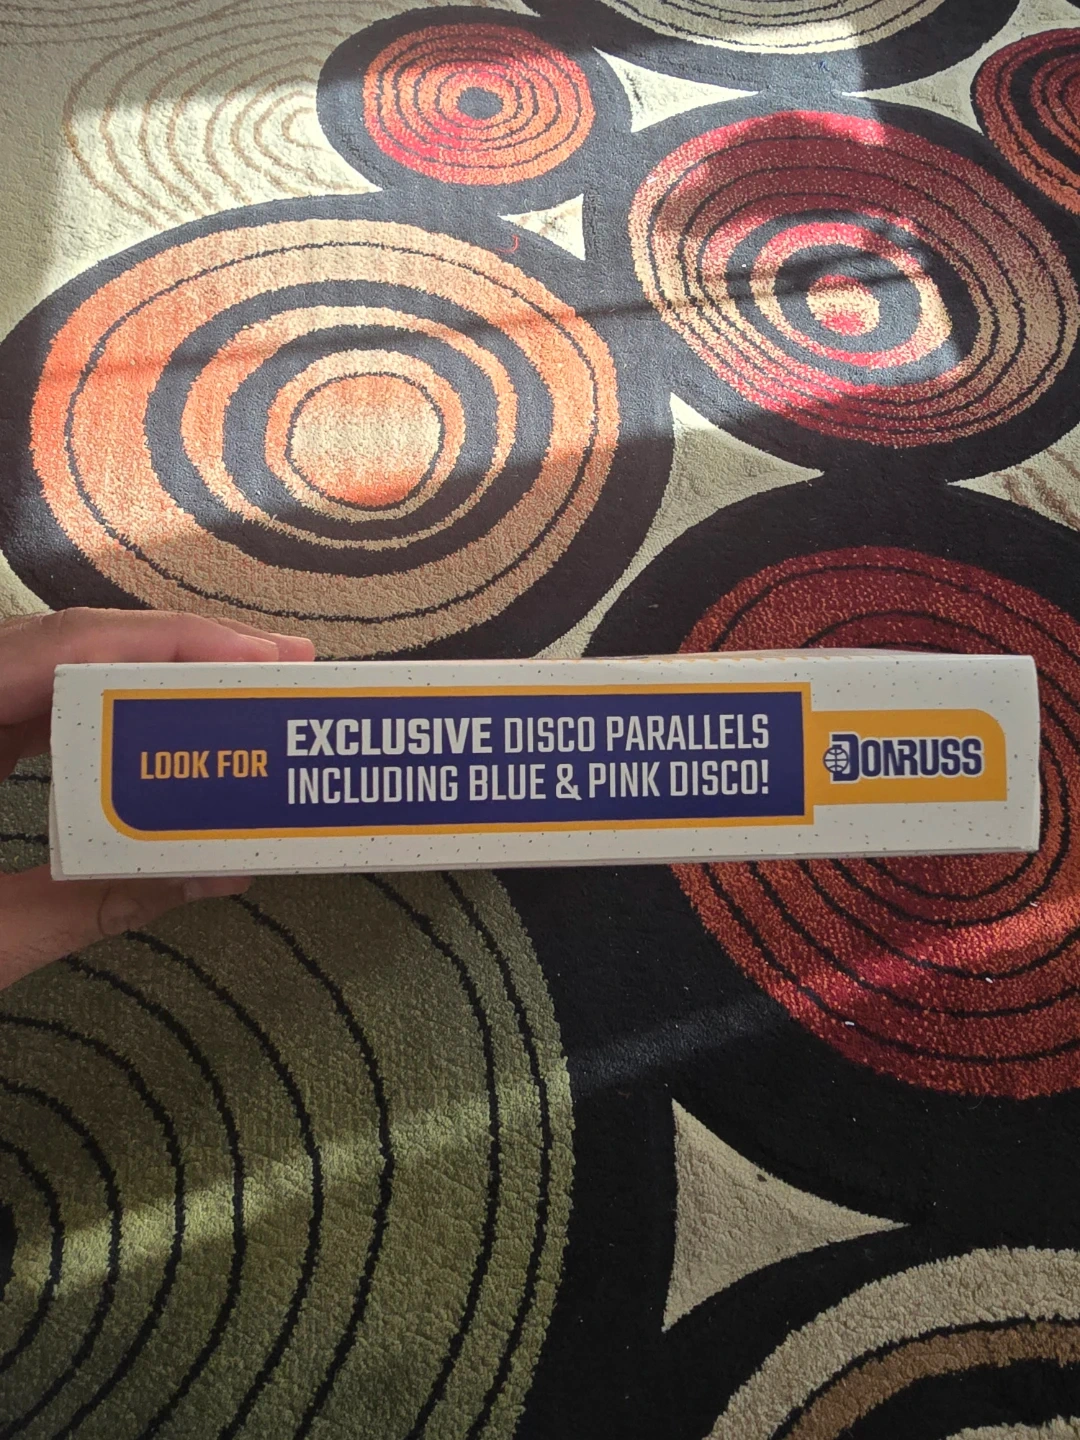 LOOK FOR
EXCLUSIVE DISCO PARALLELS
INCLUDING BLUE & PINK DISCO!
DONRUSS